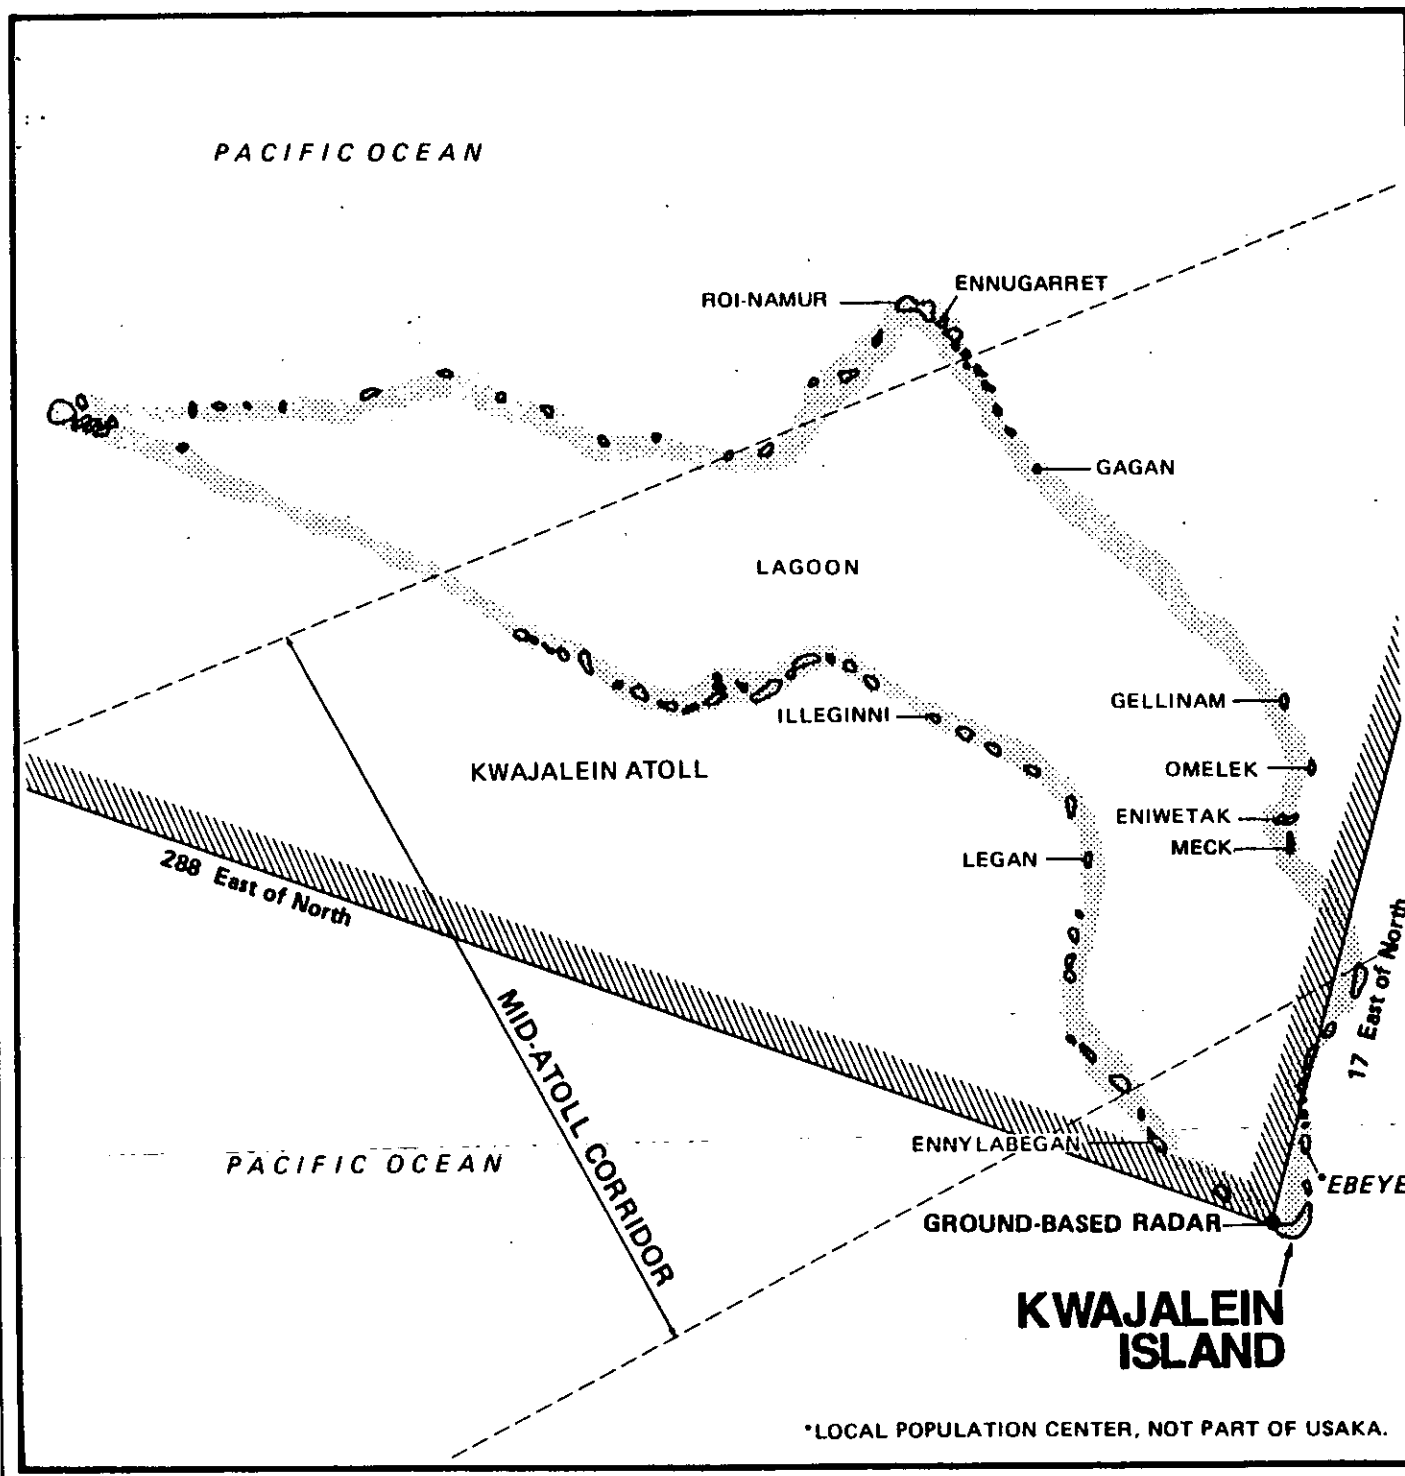 PACIFIC OCEAN
ENNUGARRET
ROI-NAMUR
GAGAN
LAGOON
GELLINAM
ILLEGINNI
KWAJALEIN ATOLL
OMELEK
ENIWETAK
MECK
LEGAN
288 East of North
17 East of North
MID-ATOLL CORRIDOR
ENNYLABEGAN
PACIFIC OCEAN
*EBEYE
GROUND-BASED RADAR
KWAJALEIN
ISLAND
*LOCAL POPULATION CENTER, NOT PART OF USAKA.